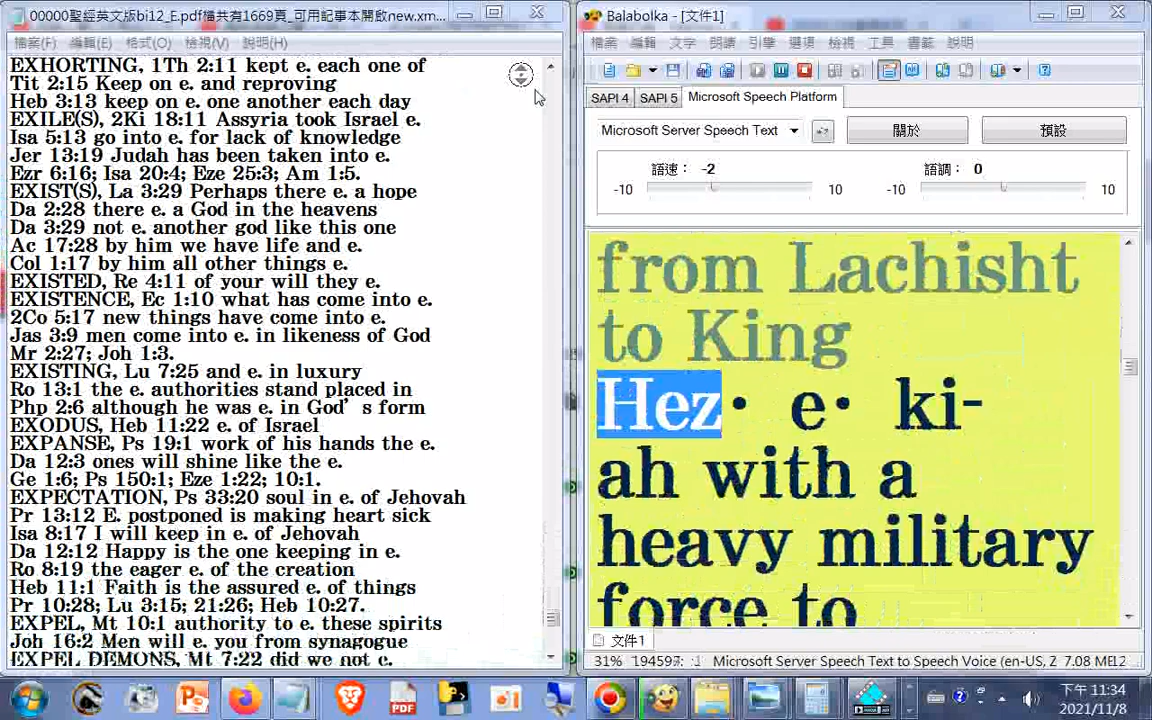 00000聖經英文版bi12_E.pdf檔共有1669頁_可用記事本開啟new.xm...
檔案(F) 編輯(E) 格式(O) 檢視(V) 說明(H)
EXHORTING, 1Th 2:11 kept e. each one of
Tit 2:15 Keep on e. and reproving
Heb 3:13 keep on e. one another each day
EXILE(S), 2Ki 18:11 Assyria took Israel e.
Isa 5:13 go into e. for lack of knowledge
Jer 13:19 Judah has been taken into e.
Ezr 6:16; Isa 20:4; Eze 25:3; Am 1:5.
EXIST(S), La 3:29 Perhaps there e. a hope
Da 2:28 there e. a God in the heavens
Da 3:29 not e. another god like this one
Ac 17:28 by him we have life and e.
Col 1:17 by him all other things e.
EXISTED, Re 4:11 of your will they e.
EXISTENCE, Ec 1:10 what has come into e.
2Co 5:17 new things have come into e.
Jas 3:9 men come into e. in likeness of God
Mr 2:27; Joh 1:3.
EXISTING, Lu 7:25 and e. in luxury
Ro 13:1 the e. authorities stand placed in
Php 2:6 although he was e. in God’s form
EXODUS, Heb 11:22 e. of Israel
EXPANSE, Ps 19:1 work of his hands the e.
Da 12:3 ones will shine like the e.
Ge 1:6; Ps 150:1; Eze 1:22; 10:1.
EXPECTATION, Ps 33:20 soul in e. of Jehovah
Pr 13:12 E. postponed is making heart sick
Isa 8:17 I will keep in e. of Jehovah
Da 12:12 Happy is the one keeping in e.
Ro 8:19 the eager e. of the creation
Heb 11:1 Faith is the assured e. of things
Pr 10:28; Lu 3:15; 21:26; Heb 10:27.
EXPEL, Mt 10:1 authority to e. these spirits
Joh 16:2 Men will e. you from synagogue
EXPEL DEMONS, Mt 7:22 did we not e.
Balabolka - [文件1]
檔案 編輯 文字 朗讀 引擎 選項 檢視 工具 書籤 說明
SAPI 4 SAPI 5 Microsoft Speech Platform
Microsoft Server Speech Text 關於 預設
語速： -2 語調： 0
-10 10 -10 10
from Lachisht
to King
Hez· e· ki-
ah with a
heavy military
force to
文件1
31% 194597: 1 Microsoft Server Speech Text to Speech Voice (en-US, Z 7.08 ME12
PDF
下午 11:34
2021/11/8